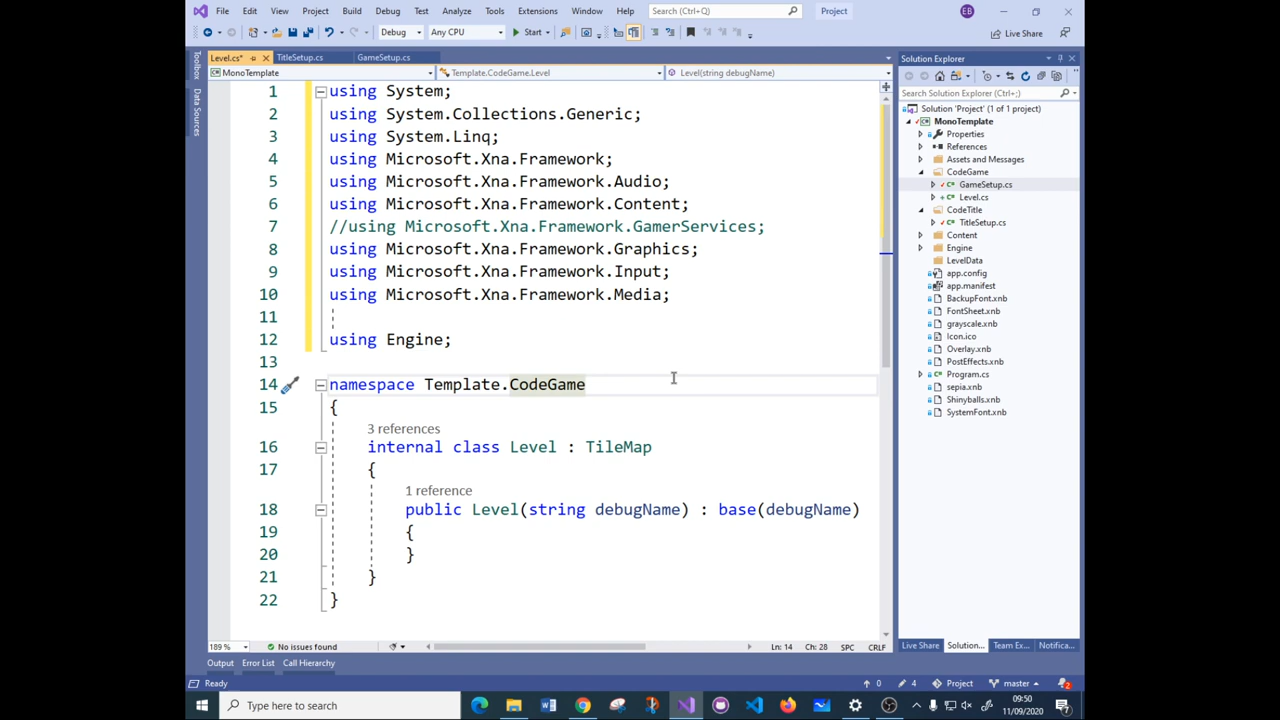 File Edit View Project Build Debug Test Analyze Tools Extensions Window Help Search (Ctrl+Q) Project EB
Debug Any CPU Start Live Share
Level.cs* TitleSetup.cs GameSetup.cs
MonoTemplate Template.CodeGame.Level Level(string debugName)
Toolbox
Data Sources
1 using System;
2 using System.Collections.Generic;
3 using System.Linq;
4 using Microsoft.Xna.Framework;
5 using Microsoft.Xna.Framework.Audio;
6 using Microsoft.Xna.Framework.Content;
7 //using Microsoft.Xna.Framework.GamerServices;
8 using Microsoft.Xna.Framework.Graphics;
9 using Microsoft.Xna.Framework.Input;
10 using Microsoft.Xna.Framework.Media;
11
12 using Engine;
13
14 namespace Template.CodeGame
15 {
3 references
16 internal class Level : TileMap
17 {
1 reference
18 public Level(string debugName) : base(debugName)
19 {
20 }
21 }
22 }
189 % No issues found Ln: 14 Ch: 28 SPC CRLF
Output Error List Call Hierarchy
Solution Explorer
Search Solution Explorer (Ctrl+;)
Solution 'Project' (1 of 1 project)
MonoTemplate
Properties
References
Assets and Messages
CodeGame
GameSetup.cs
Level.cs
CodeTitle
TitleSetup.cs
Content
Engine
LevelData
app.config
app.manifest
BackupFont.xnb
FontSheet.xnb
grayscale.xnb
Icon.ico
Overlay.xnb
PostEffects.xnb
Program.cs
sepia.xnb
Shinyballs.xnb
SystemFont.xnb
Live Share Solution... Team Ex... Notifica...
Ready 0 4 Project master 2
Type here to search 09:50
11/09/2020